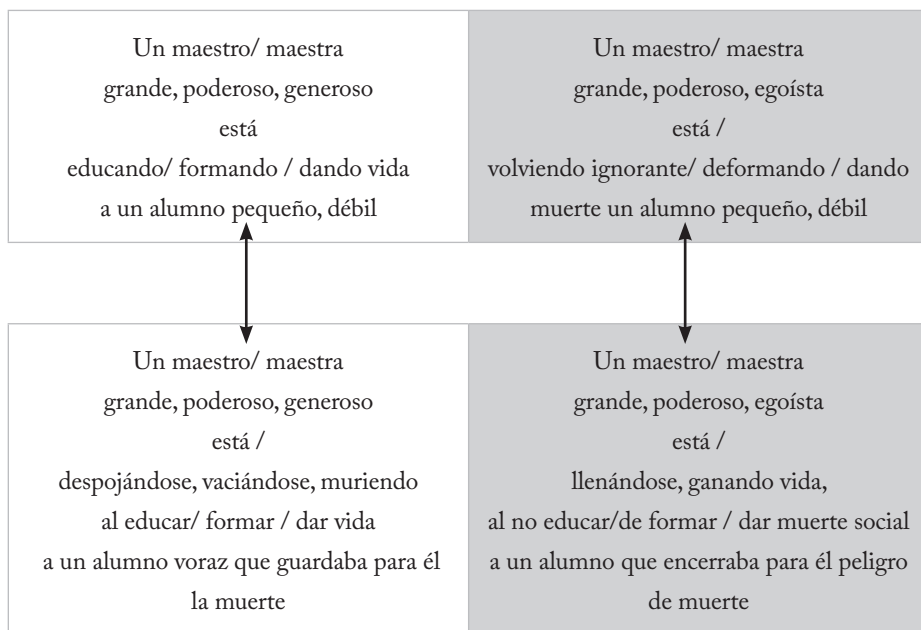 Un maestro/ maestra
grande, poderoso, generoso
está
educando/ formando / dando vida
a un alumno pequeño, débil
Un maestro/ maestra
grande, poderoso, egoísta
está /
volviendo ignorante/ deformando / dando
muerte un alumno pequeño, débil
Un maestro/ maestra
grande, poderoso, generoso
está /
despojándose, vaciándose, muriendo
al educar/ formar / dar vida
a un alumno voraz que guardaba para él
la muerte
Un maestro/ maestra
grande, poderoso, egoísta
está /
llenándose, ganando vida,
al no educar/de formar / dar muerte social
a un alumno que encerraba para él peligro
de muerte